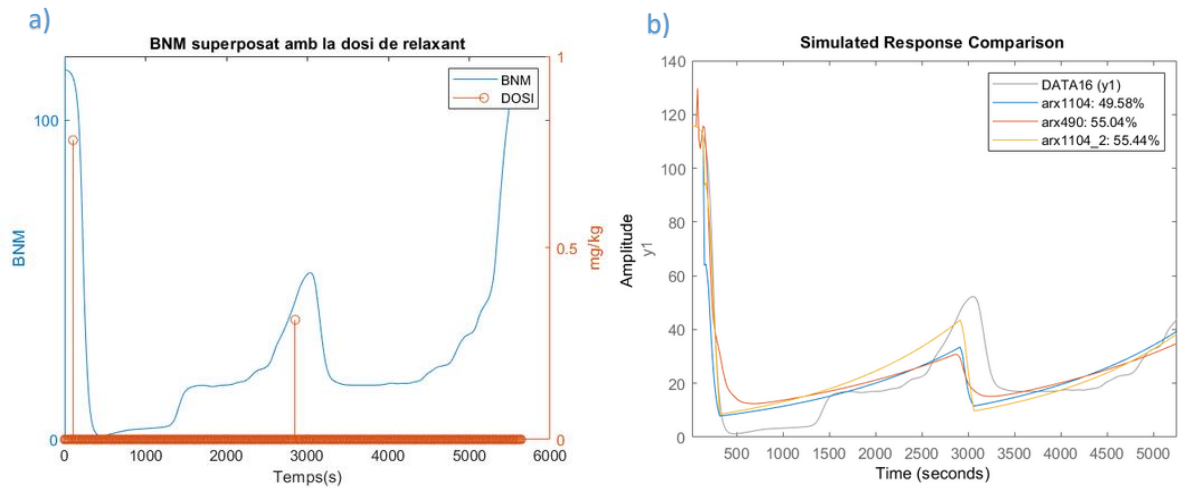 a)
BNM superposat amb la dosi de relaxant
BNM
DOSI
100
0
BNM
1
0.5
0
mg/kg
0 1000 2000 3000 4000 5000 6000
Temps(s)
b)
Simulated Response Comparison
DATA16 (y1)
arx1104: 49.58%
arx490: 55.04%
arx1104_2: 55.44%
140
120
100
80
60
40
20
0
Amplitude
y1
500 1000 1500 2000 2500 3000 3500 4000 4500 5000
Time (seconds)